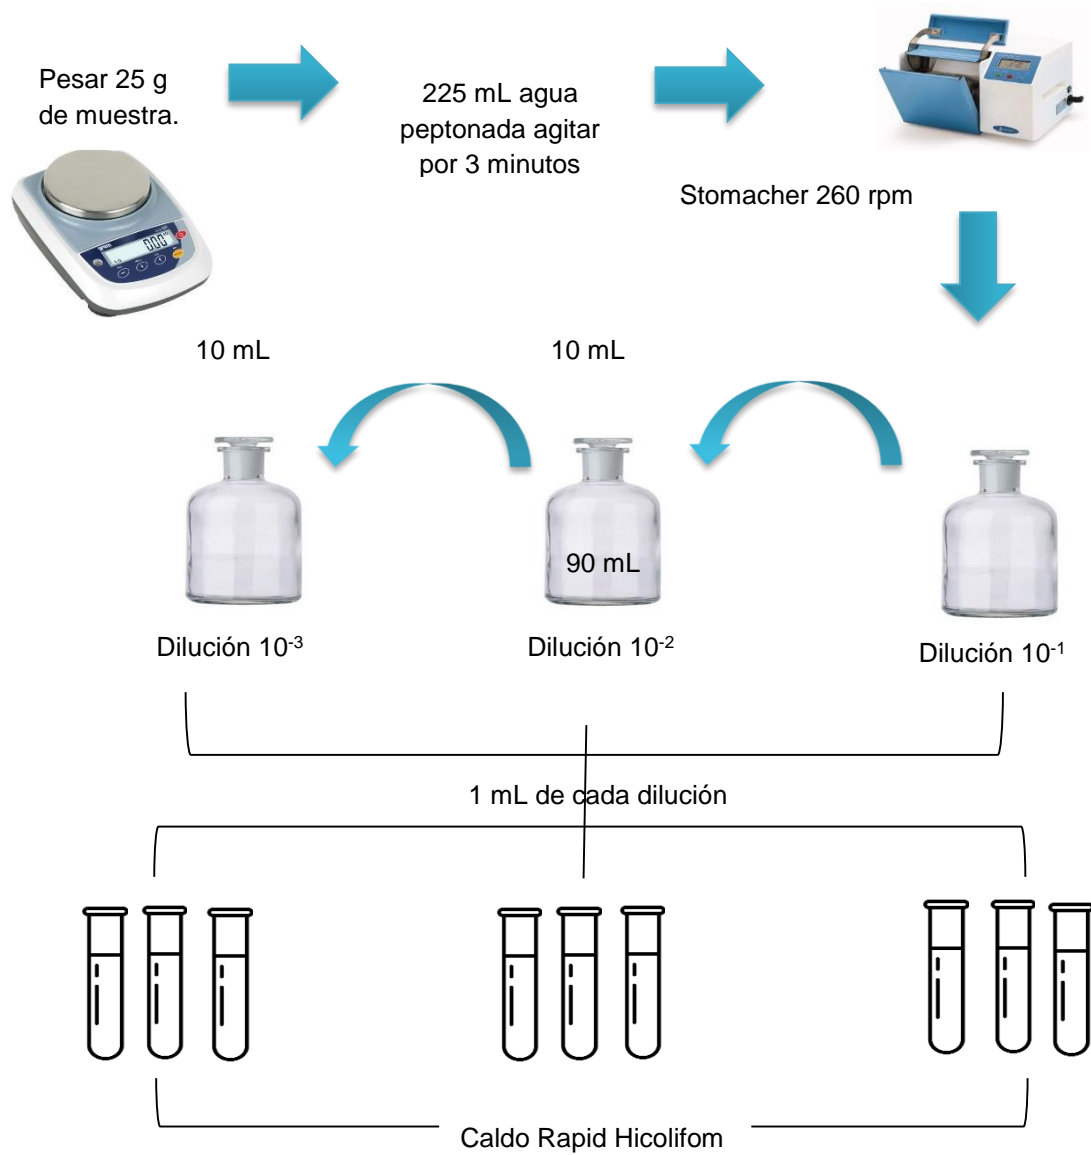 Pesar 25 g
de muestra.
225 mL agua
peptonada agitar
por 3 minutos
Stomacher 260 rpm
0.00
10 mL
10 mL
90 mL
Dilución 10⁻³
Dilución 10⁻²
Dilución 10⁻¹
1 mL de cada dilución
Caldo Rapid Hicolifom